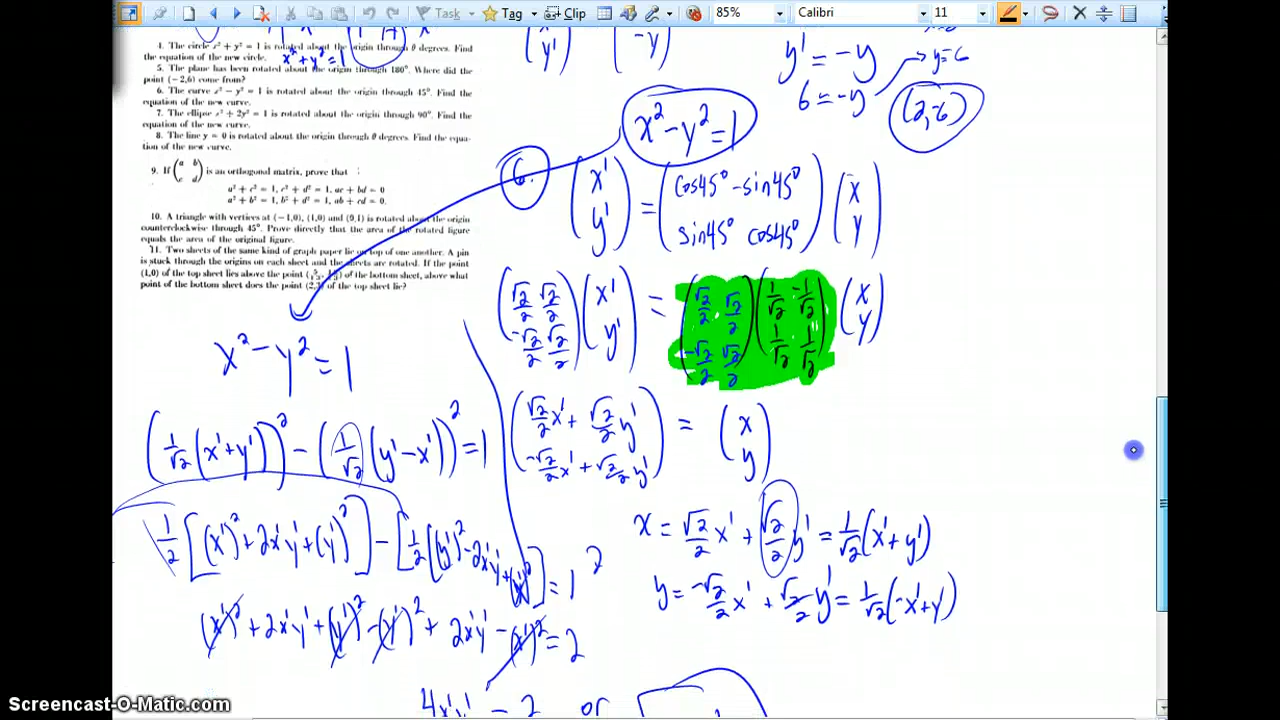 Task Tag Clip 85% Calibri 11
4. The circle x² + y² = 1 is rotated about the origin through θ degrees. Find
the equation of the new circle. x²+y²=1
5. The plane has been rotated about the origin through 180°. Where did the
point (−2,6) come from?
6. The curve x² − y² = 1 is rotated about the origin through 45°. Find the
equation of the new curve.
7. The ellipse x² + 2y² = 1 is rotated about the origin through 90°. Find the
equation of the new curve.
8. The line y = 0 is rotated about the origin through θ degrees. Find the equa-
tion of the new curve.
9. If (a b
c d) is an orthogonal matrix, prove that
a² + c² = 1, c² + d² = 1, ac + bd = 0
a² + b² = 1, b² + d² = 1, ab + cd = 0.
10. A triangle with vertices at (−1,0), (1,0) and (0,1) is rotated about the origin
counterclockwise through 45°. Prove directly that the area of the rotated figure
equals the area of the original figure.
11. Two sheets of the same kind of graph paper lie on top of one another. A pin
is stuck through the origins on each sheet and the sheets are rotated. If the point
(1,0) of the top sheet lies above the point of the bottom sheet, above what
point of the bottom sheet does the point (2,3) of the top sheet lie?
y' −y
y' = −y → y=6
6 = −y
(2,−6)
x²−y²=1
6. (x' y') = (cos45° −sin45° sin45° cos45°) (x y)
(√2/2 √2/2 −√2/2 √2/2) (x' y') = (√2/2 √2/2 −√2/2 √2/2) (1/√2 −1/√2 1/√2 1/√2) (x y)
x²−y²=1
(√2/2 x' + √2/2 y' −√2/2 x' + √2/2 y') = (x y)
(1/√2 (x'+y'))² − (1/√2 (y'−x'))² = 1
x = √2/2 x' + √2/2 y' = 1/√2 (x'+y')
1/2 [(x')² + 2x'y' + (y')²] − [1/2 [(y')² − 2x'y' + (x')²] = 1 2
y = −√2/2 x' + √2/2 y' = 1/√2 (−x'+y')
(x')² + 2x'y' + (y')² − (y')² + 2x'y' − (x')² = 2
4x'y' = 2 or
Screencast-O-Matic.com